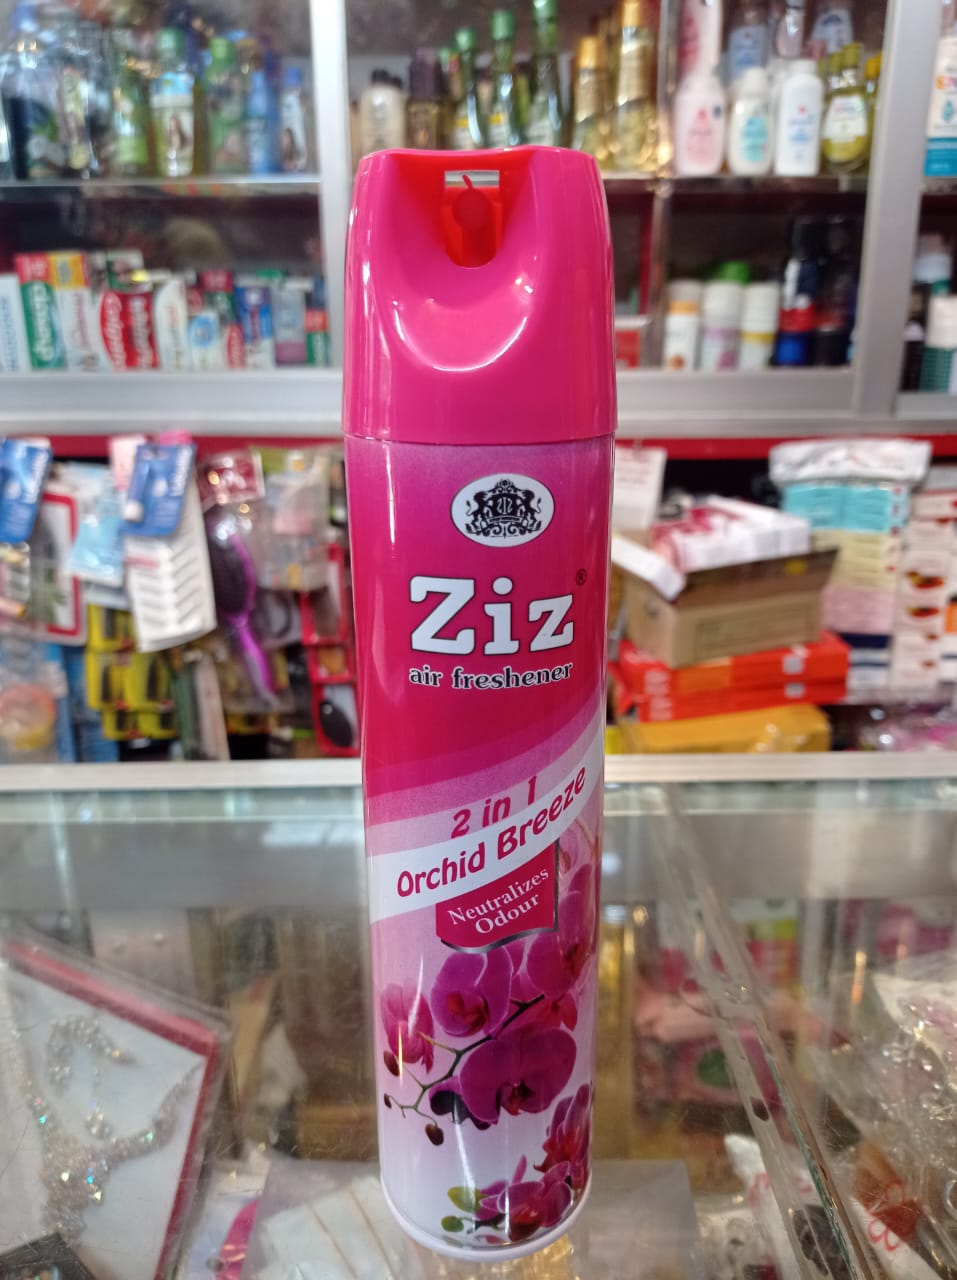 Ziz®
air freshener
2 in 1
Orchid Breeze
Neutralizes
Odour